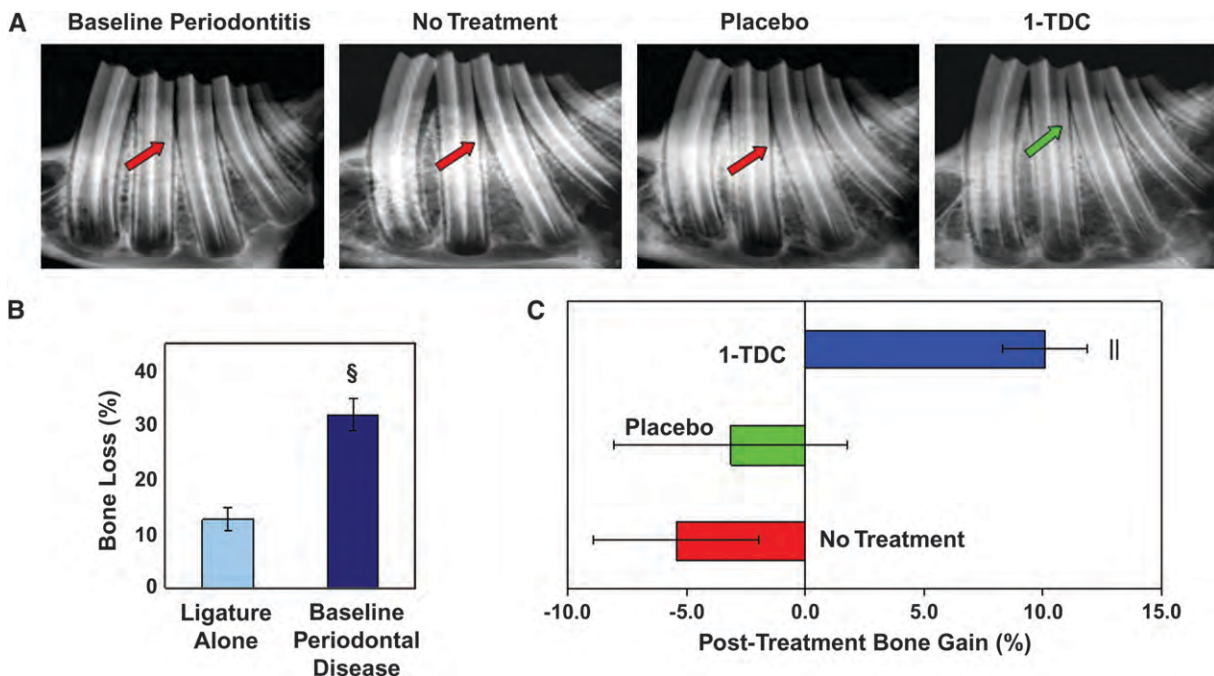 A
Baseline Periodontitis
No Treatment
Placebo
1-TDC
B
Bone Loss (%)
40
30
20
10
0
§
Ligature
Alone
Baseline
Periodontal
Disease
C
1-TDC
||
Placebo
No Treatment
-10.0 -5.0 0.0 5.0 10.0 15.0
Post-Treatment Bone Gain (%)